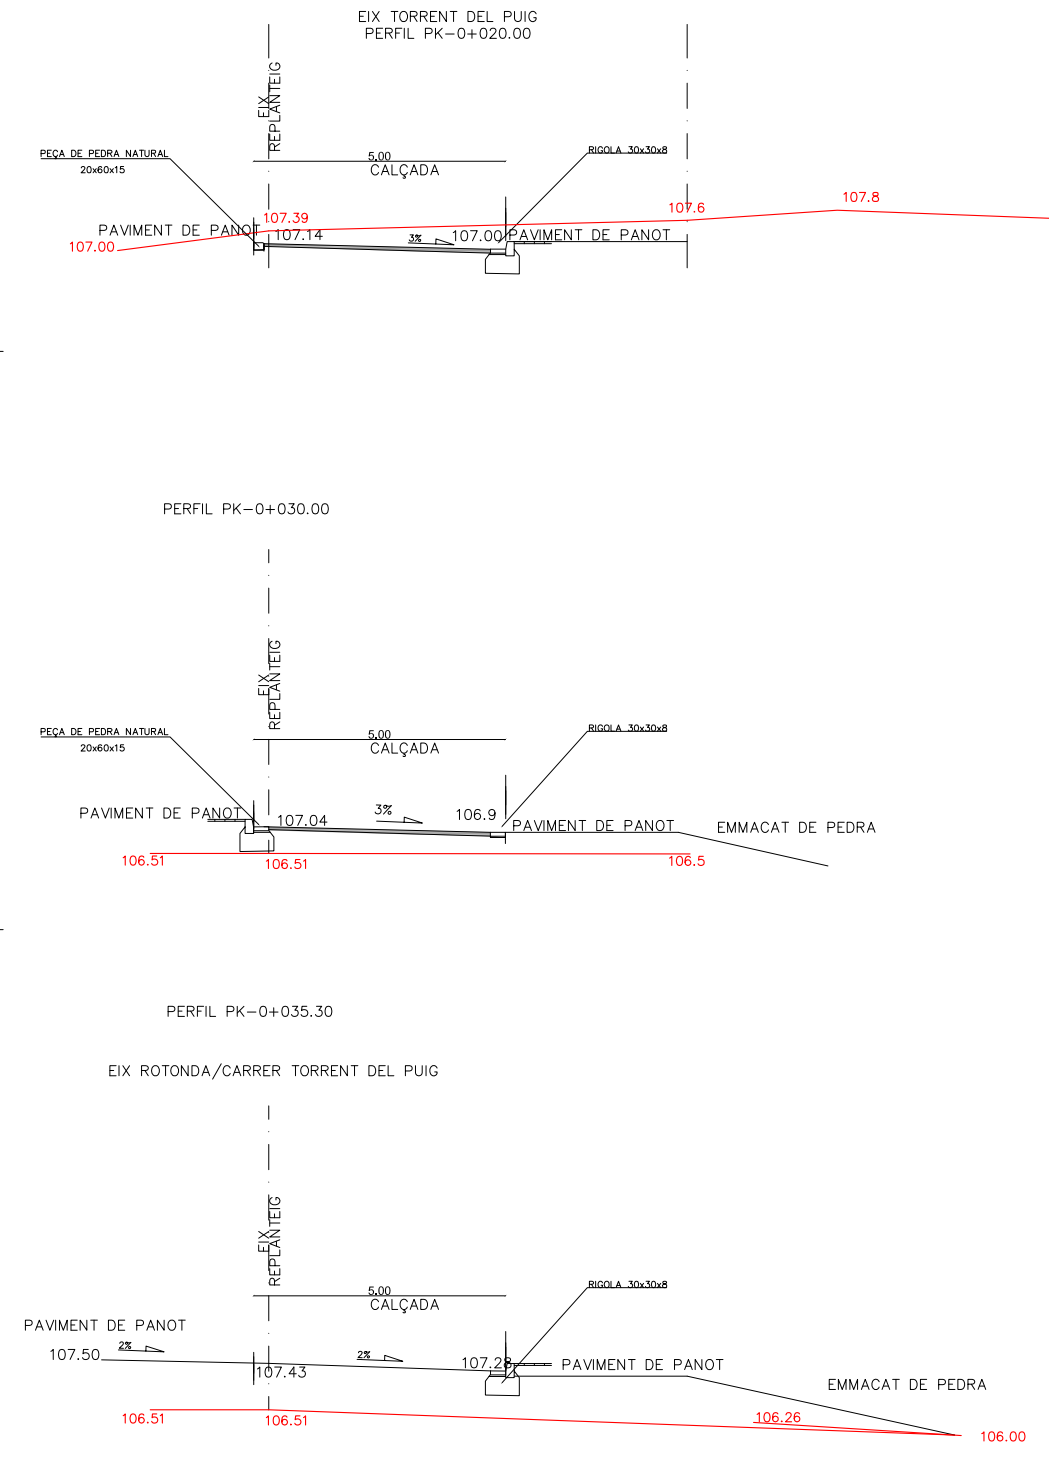 EIX TORRENT DEL PUIG
PERFIL PK-0+020.00
EIX
REPLANTEIG
PEÇA DE PEDRA NATURAL
20x60x15
5.00
CALÇADA
RIGOLA 30x30x8
107.8
107.6
107.39
PAVIMENT DE PANOT
107.14
3%
107.00
PAVIMENT DE PANOT
107.00
PERFIL PK-0+030.00
EIX
REPLANTEIG
PEÇA DE PEDRA NATURAL
20x60x15
5.00
CALÇADA
RIGOLA 30x30x8
PAVIMENT DE PANOT
107.04
3%
106.9
PAVIMENT DE PANOT
EMMACAT DE PEDRA
106.51
106.51
106.5
PERFIL PK-0+035.30
EIX ROTONDA/CARRER TORRENT DEL PUIG
EIX
REPLANTEIG
5.00
CALÇADA
RIGOLA 30x30x8
PAVIMENT DE PANOT
107.50
2%
107.43
2%
107.28
PAVIMENT DE PANOT
EMMACAT DE PEDRA
106.51
106.51
106.26
106.00